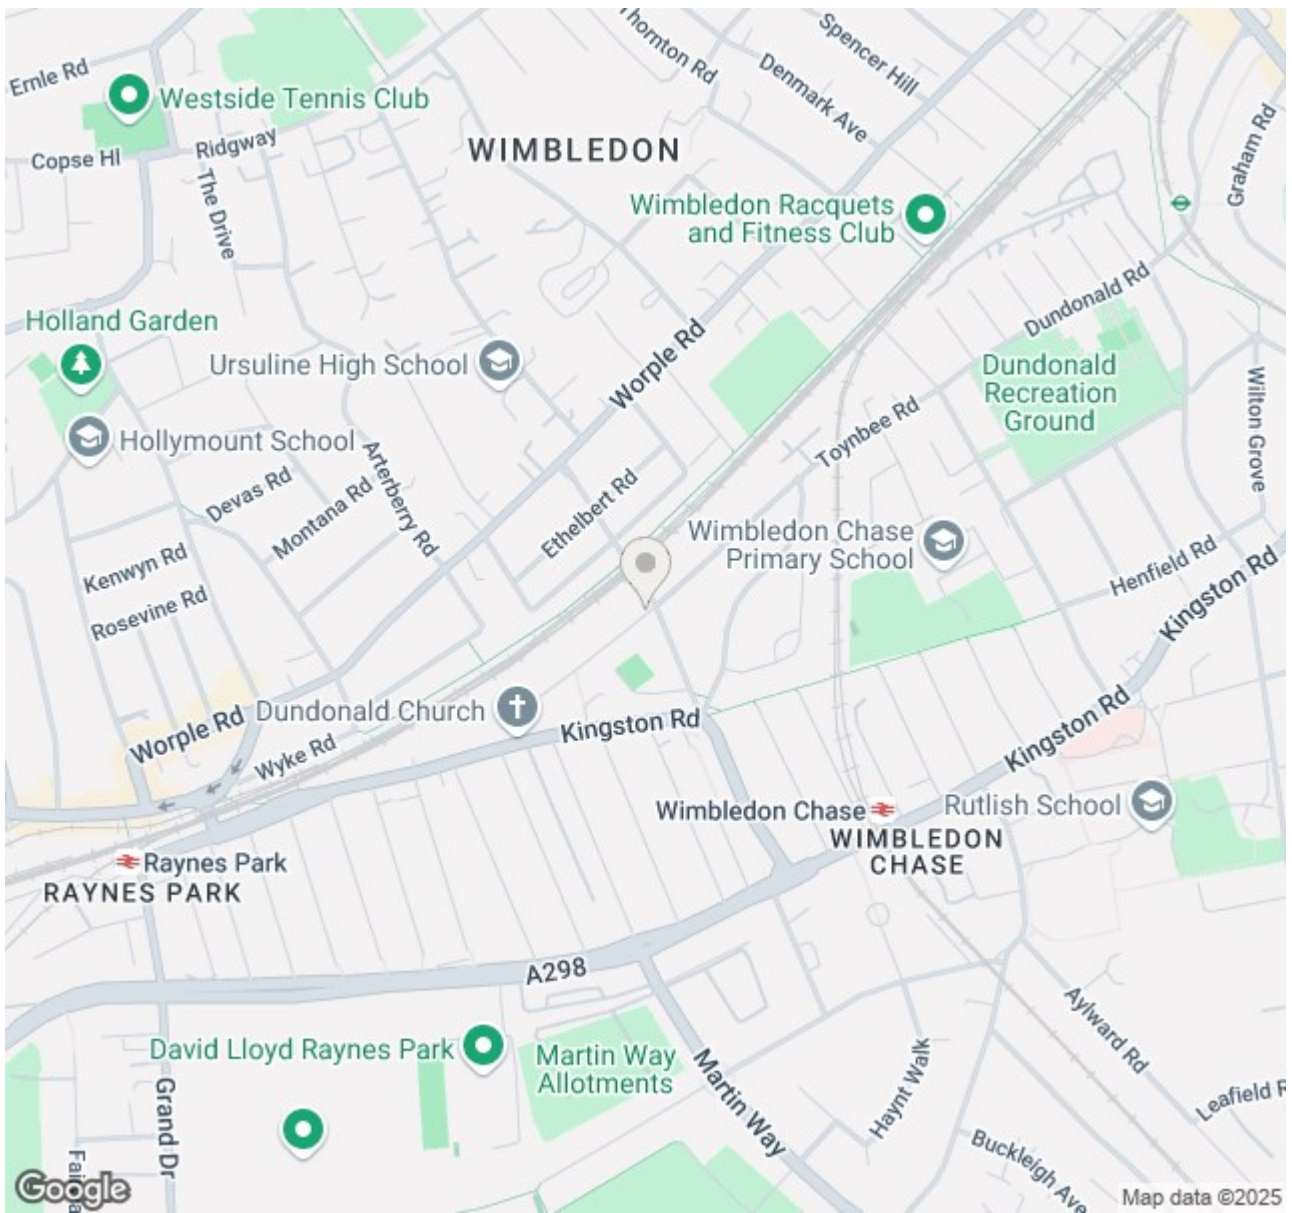 Thornton Rd
Spencer Hill
Denmark Ave
Ernle Rd
Westside Tennis Club
Graham Rd
Copse Hl
Ridgway
WIMBLEDON
The Drive
Wimbledon Racquets
and Fitness Club
Dundonald Rd
Holland Garden
Ursuline High School
Worple Rd
Dundonald
Recreation
Ground
Wilton Grove
Hollymount School
Toynbee Rd
Arterberry Rd
Devas Rd
Montana Rd
Ethelbert Rd
Wimbledon Chase
Primary School
Kenwyn Rd
Henfield Rd
Kingston Rd
Rosevine Rd
Dundonald Church
Kingston Rd
Kingston Rd
Worple Rd
Wyke Rd
Wimbledon Chase
Rutlish School
WIMBLEDON
CHASE
Raynes Park
RAYNES PARK
A298
Aylward Rd
David Lloyd Raynes Park
Martin Way
Allotments
Martin Way
Haynt Walk
Grand Dr
Leafield R
Buckleigh Ave
Google
Map data ©2025